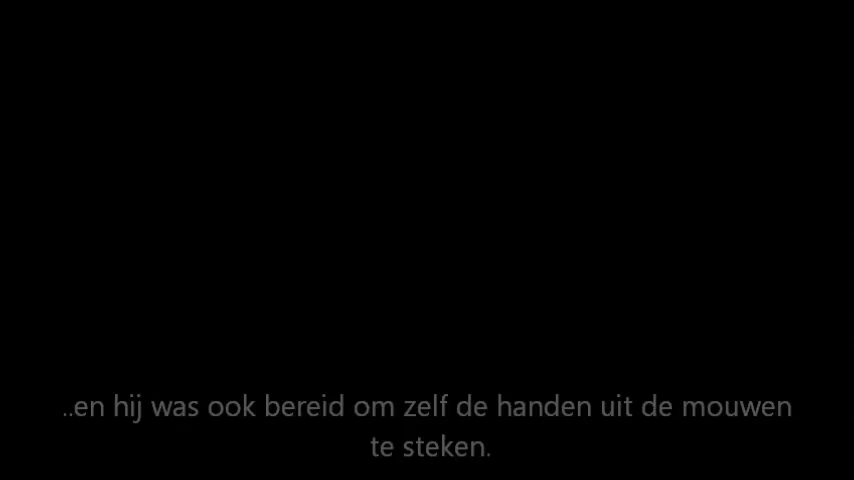 ..en hij was ook bereid om zelf de handen uit de mouwen
te steken.